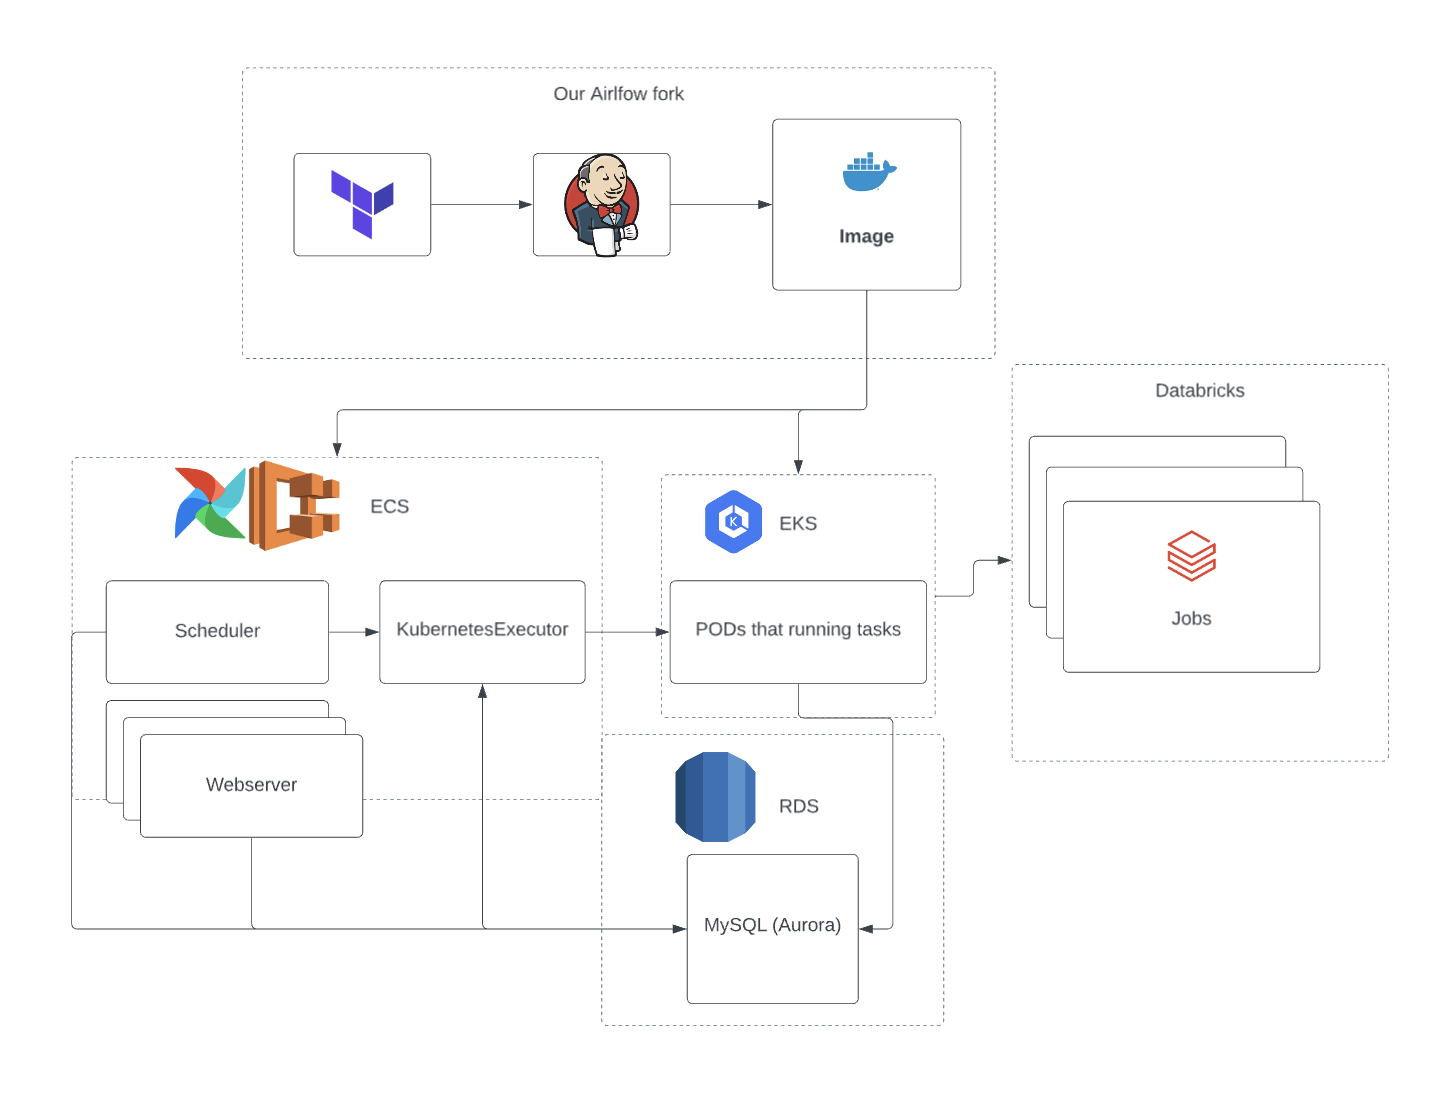 Our Airlfow fork
Image
Databricks
ECS
EKS
K
Scheduler
KubernetesExecutor
PODs that running tasks
Jobs
Webserver
RDS
MySQL (Aurora)